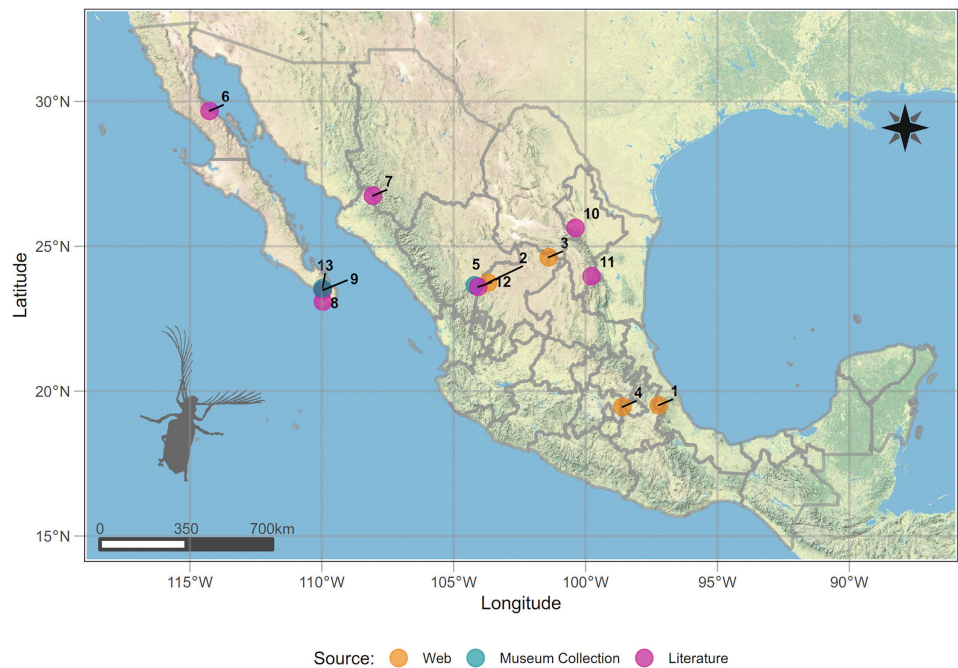 30°N
25°N
20°N
15°N
Latitude
6
7
10
3
11
5
2
12
13
9
8
4
1
0 350 700km
115°W 110°W 105°W 100°W 95°W 90°W
Longitude
Source: Web Museum Collection Literature